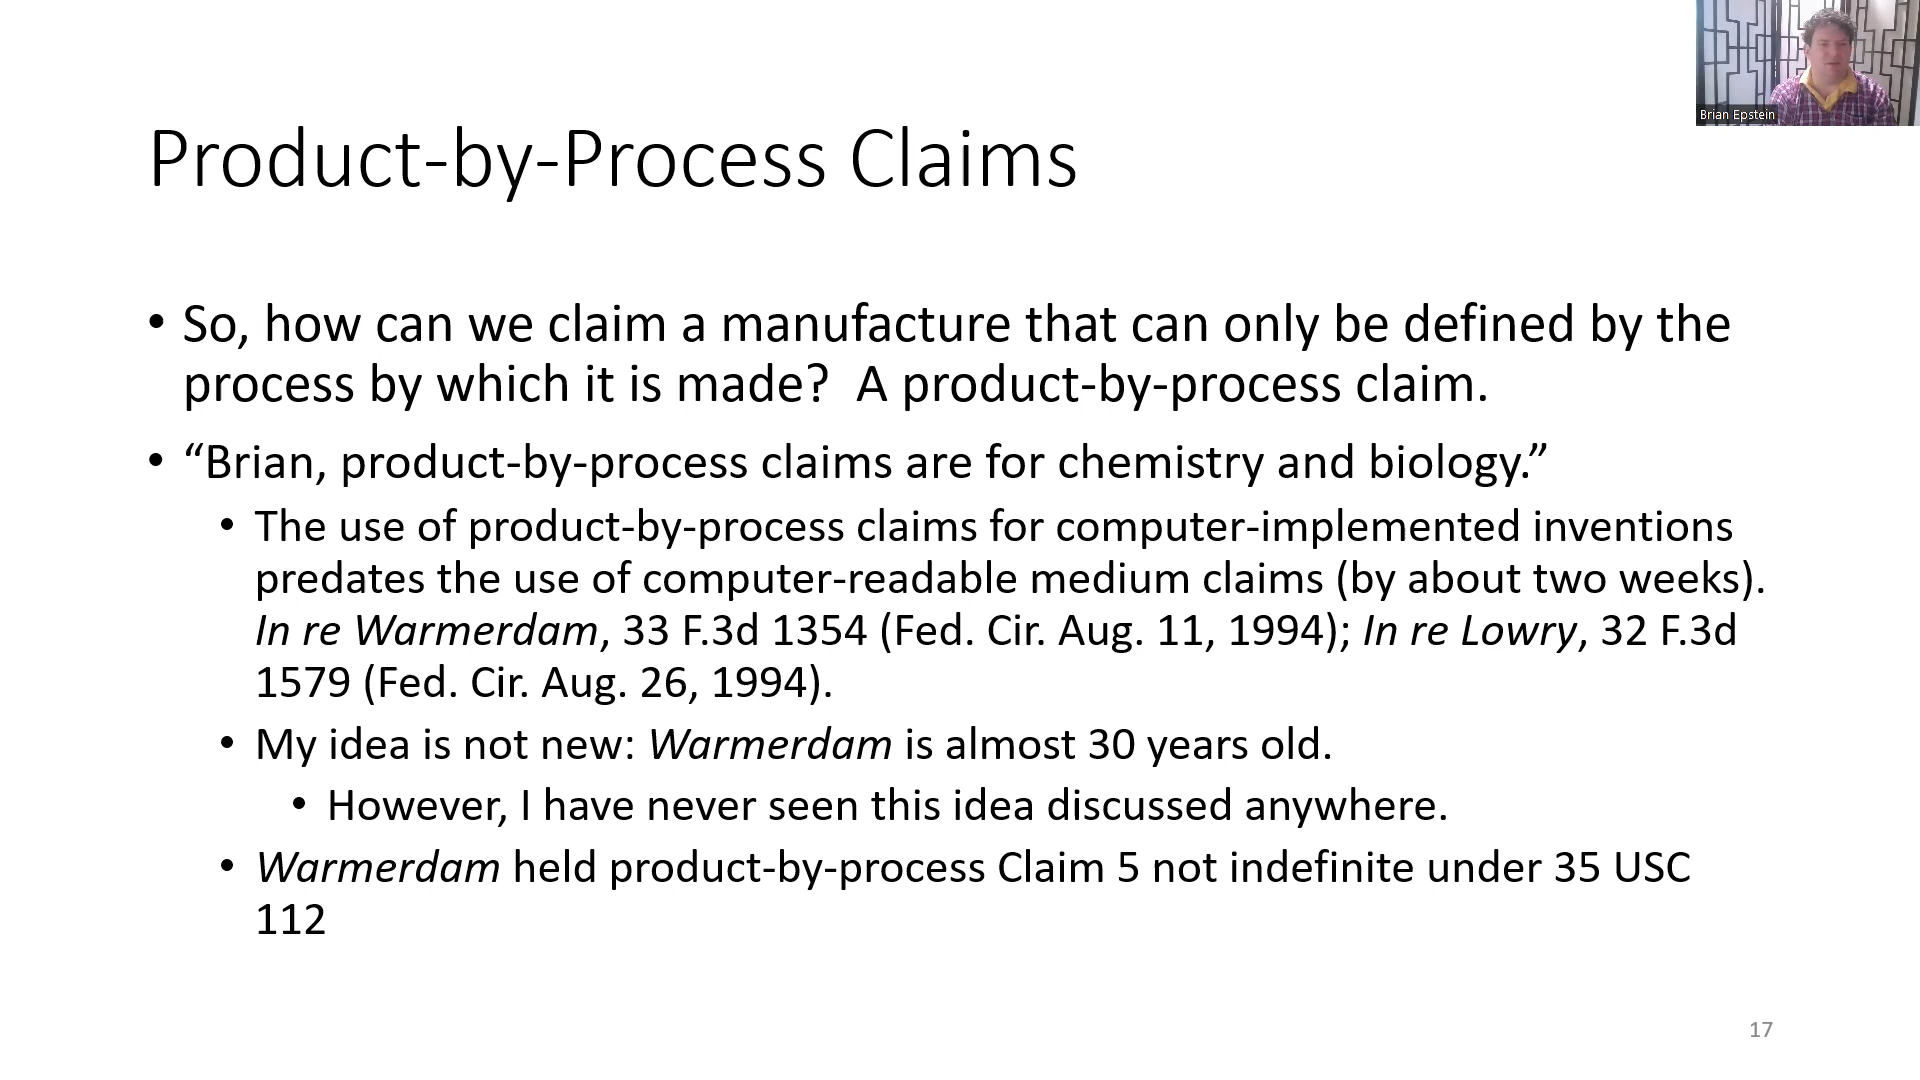 Brian Epstein
Product-by-Process Claims
• So, how can we claim a manufacture that can only be defined by the
process by which it is made?  A product-by-process claim.
• “Brian, product-by-process claims are for chemistry and biology.”
• The use of product-by-process claims for computer-implemented inventions
predates the use of computer-readable medium claims (by about two weeks).
In re Warmerdam, 33 F.3d 1354 (Fed. Cir. Aug. 11, 1994); In re Lowry, 32 F.3d
1579 (Fed. Cir. Aug. 26, 1994).
• My idea is not new: Warmerdam is almost 30 years old.
• However, I have never seen this idea discussed anywhere.
• Warmerdam held product-by-process Claim 5 not indefinite under 35 USC
112
17